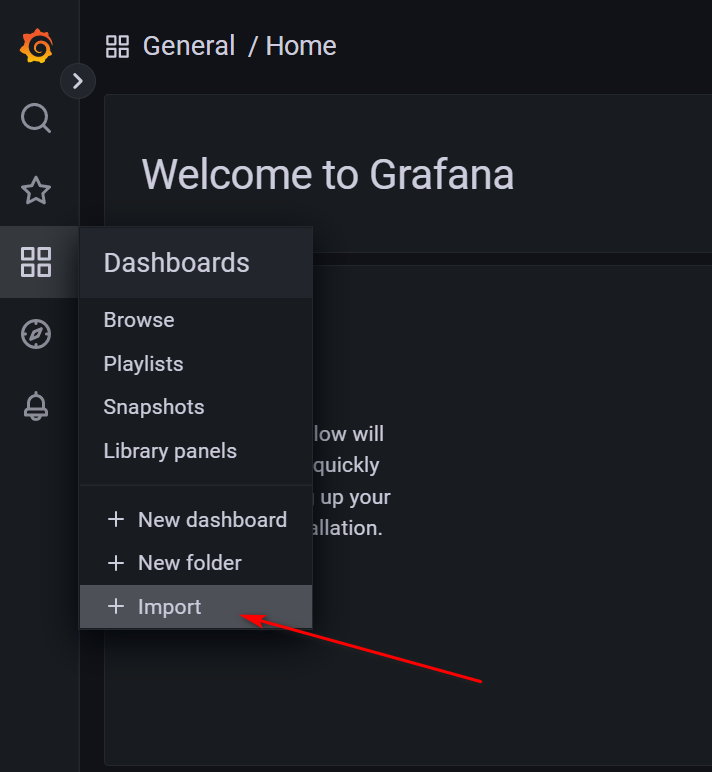 General / Home
Welcome to Grafana
Dashboards
Browse
Playlists
Snapshots
Library panels
low will
quickly
up your
allation.
+ New dashboard
+ New folder
+ Import